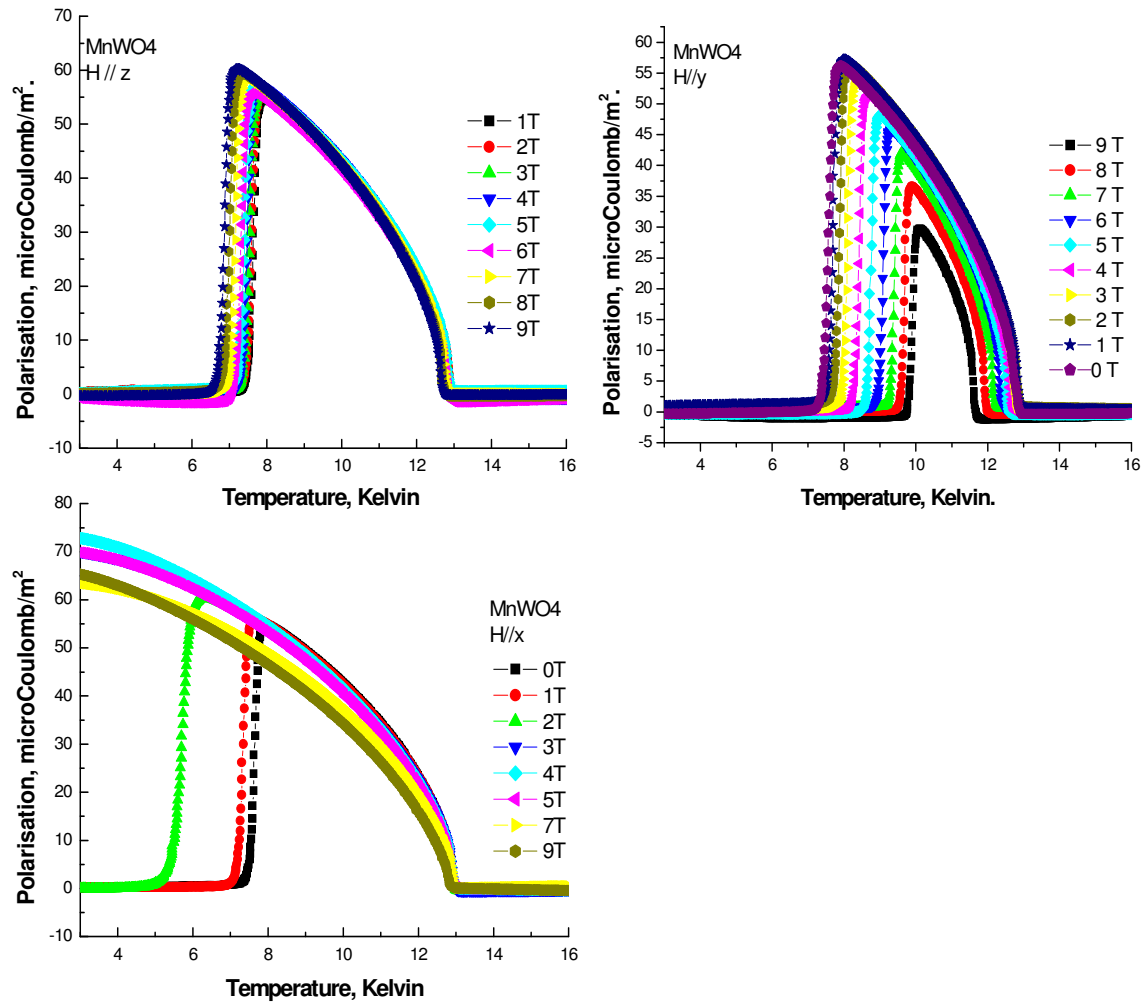 MnWO4
H // z
1T
2T
3T
4T
5T
6T
7T
8T
9T
70
60
50
40
30
20
10
0
-10
4 6 8 10 12 14 16
Polarisation, microCoulomb/m².
Temperature, Kelvin
MnWO4
H//y
9 T
8 T
7 T
6 T
5 T
4 T
3 T
2 T
1 T
0 T
60
55
50
45
40
35
30
25
20
15
10
5
0
-5
4 6 8 10 12 14 16
Polarisation, microCoulomb/m².
Temperature, Kelvin.
MnWO4
H//x
0T
1T
2T
3T
4T
5T
7T
9T
80
70
60
50
40
30
20
10
0
-10
4 6 8 10 12 14 16
Polarisation, microCoulomb/m²
Temperature, Kelvin